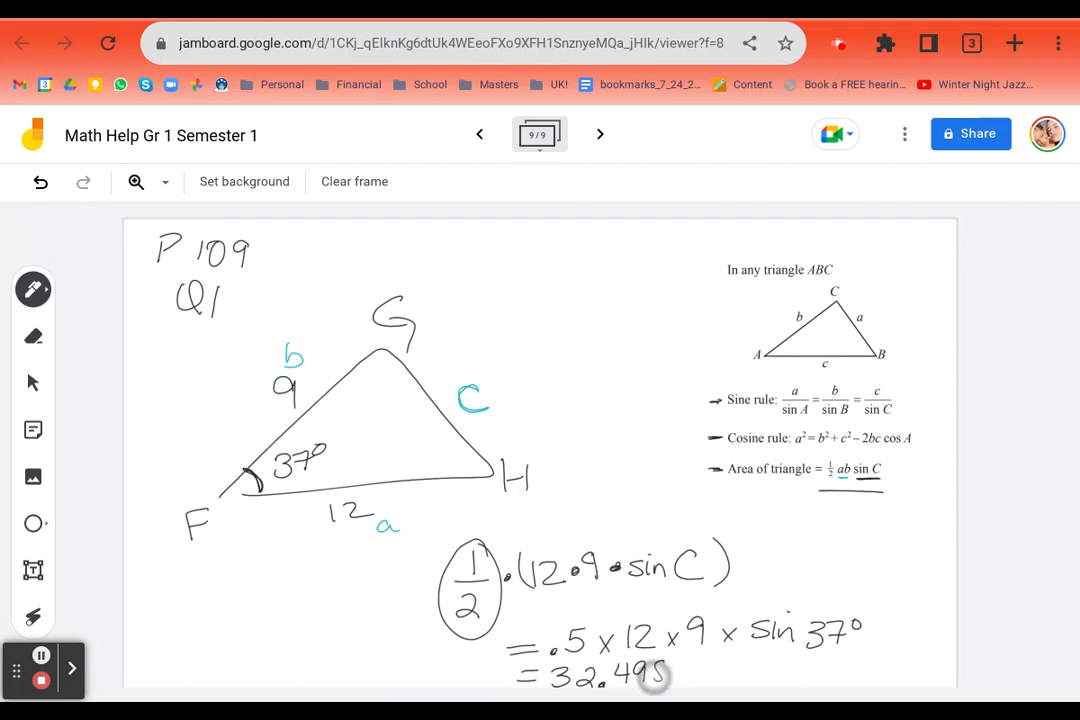 jamboard.google.com/d/1CKj_qEIknKg6dtUk4WEeoFXo9XFH1SnznyeMQa_jHIk/viewer?f=8
3
Personal Financial School Masters UK! bookmarks_7_24_2... Content Book a FREE hearin... Winter Night Jazz...
Math Help Gr 1 Semester 1
9/9
Share
Set background Clear frame
P 109
Q1
G
b
9
c
37°
H
F
12 a
In any triangle ABC
C
b a
A B
c
Sine rule: a/sin A = b/sin B = c/sin C
Cosine rule: a² = b² + c² – 2bc cos A
Area of triangle = ½ ab sin C
1/2 · (12 · 9 · sin C)
= .5 x 12 x 9 x sin 37°
= 32.495